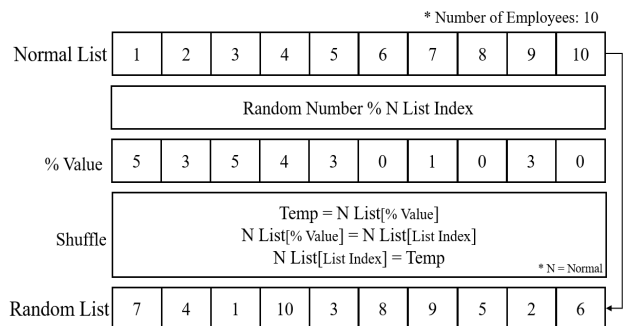 * Number of Employees: 10
Normal List 1 2 3 4 5 6 7 8 9 10
Random Number % N List Index
% Value 5 3 5 4 3 0 1 0 3 0
Temp = N List[% Value]
N List[% Value] = N List[List Index]
Shuffle
N List[List Index] = Temp
* N = Normal
Random List 7 4 1 10 3 8 9 5 2 6